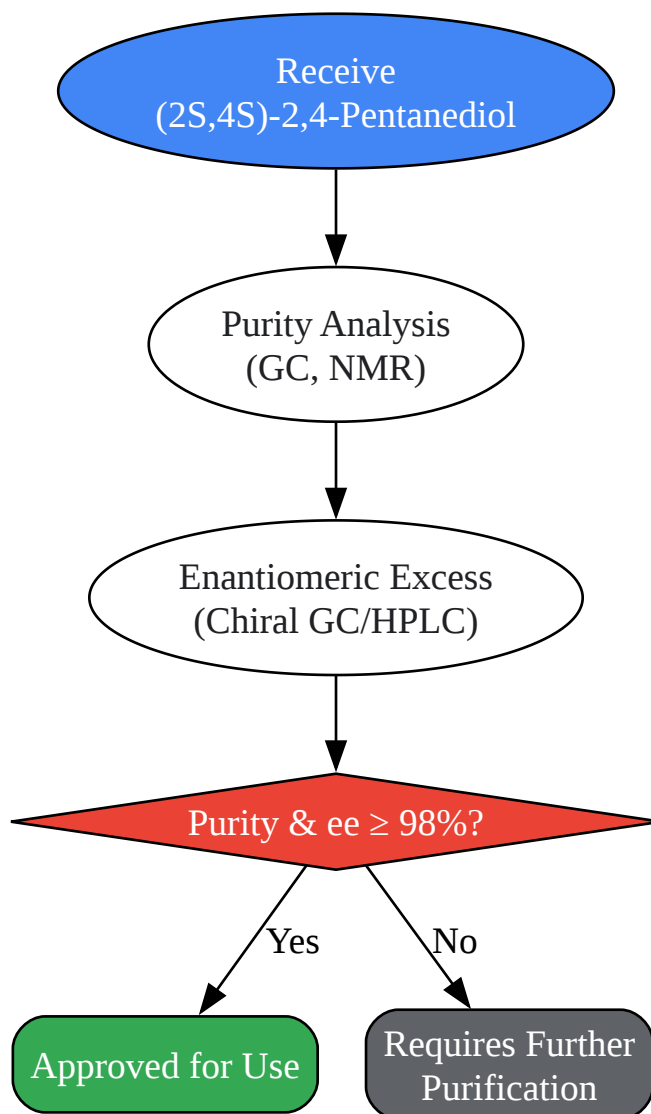 Receive
(2S,4S)-2,4-Pentanediol
Purity Analysis
(GC, NMR)
Enantiomeric Excess
(Chiral GC/HPLC)
Purity & ee ≥ 98%?
Yes
No
Approved for Use
Requires Further
Purification